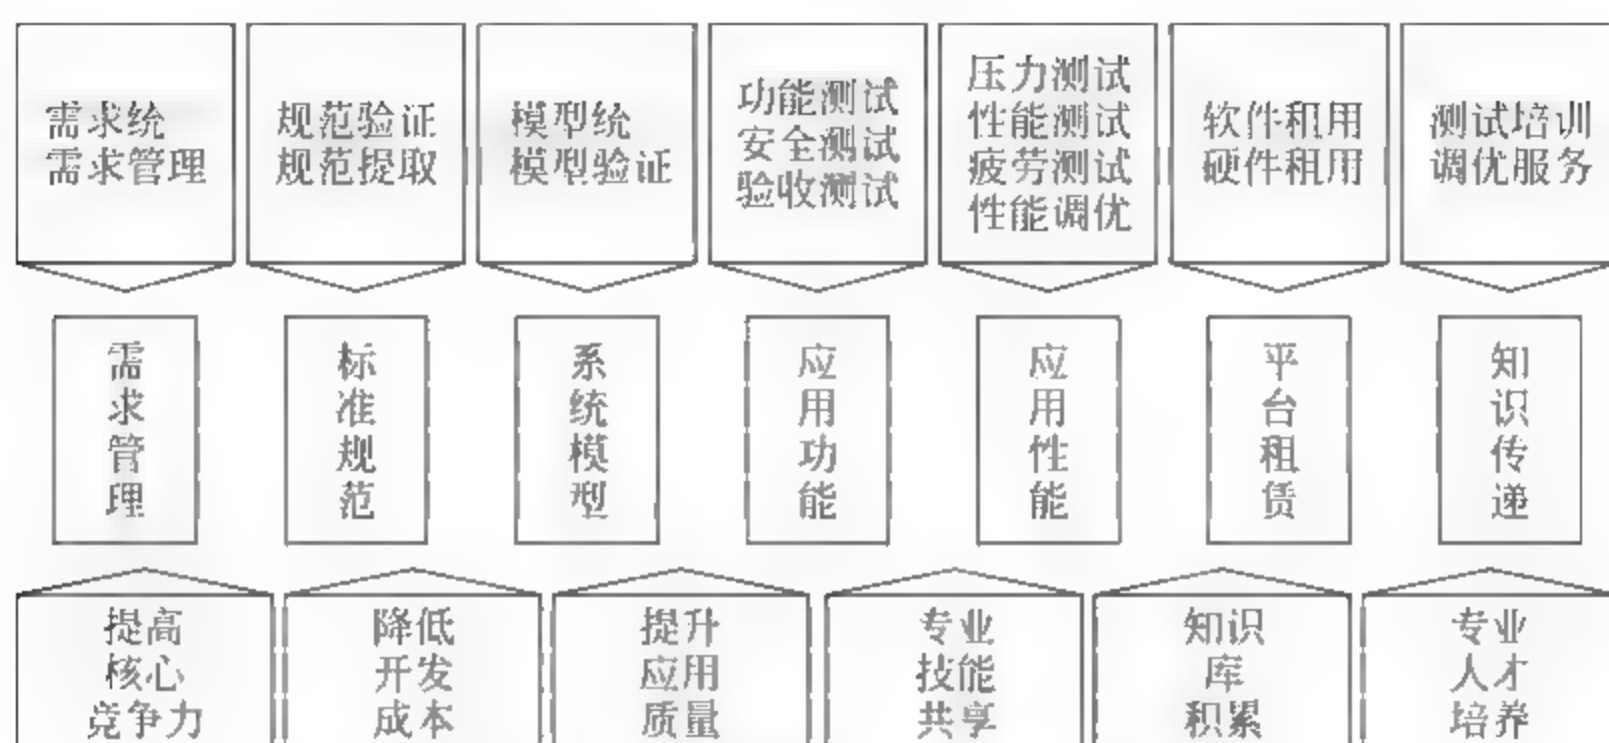 需求统
需求管理
规范验证
规范提取
模型统
模型验证
功能测试
安全测试
验收测试
压力测试
性能测试
疲劳测试
性能调优
软件租用
硬件租用
测试培训
调优服务
需求管理
标准规范
系统模型
应用功能
应用性能
平台租赁
知识传递
提高
核心
竞争力
降低
开发
成本
提升
应用
质量
专业
技能
共享
知识
库
积累
专业
人才
培养